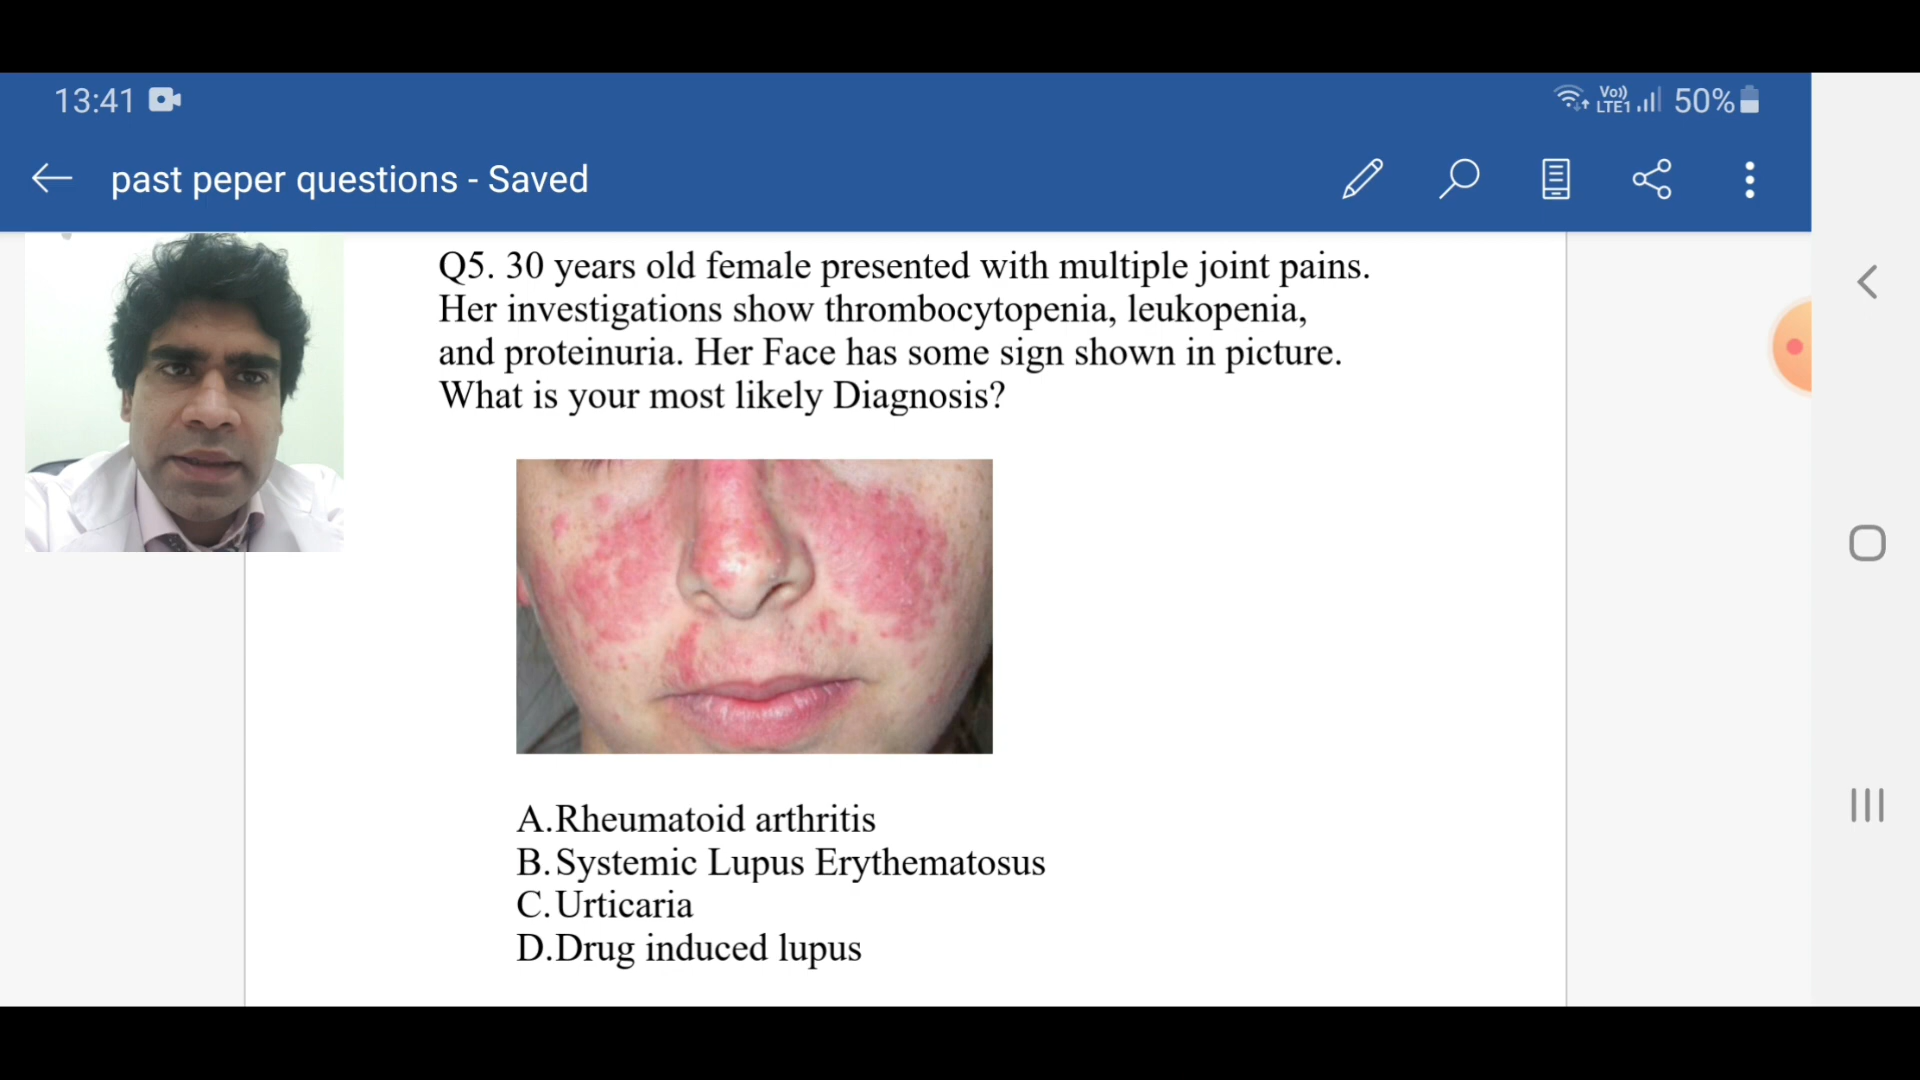 13:41
Vo)) LTE1 50%
past peper questions - Saved
Q5. 30 years old female presented with multiple joint pains.
Her investigations show thrombocytopenia, leukopenia,
and proteinuria. Her Face has some sign shown in picture.
What is your most likely Diagnosis?
A. Rheumatoid arthritis
B. Systemic Lupus Erythematosus
C. Urticaria
D. Drug induced lupus